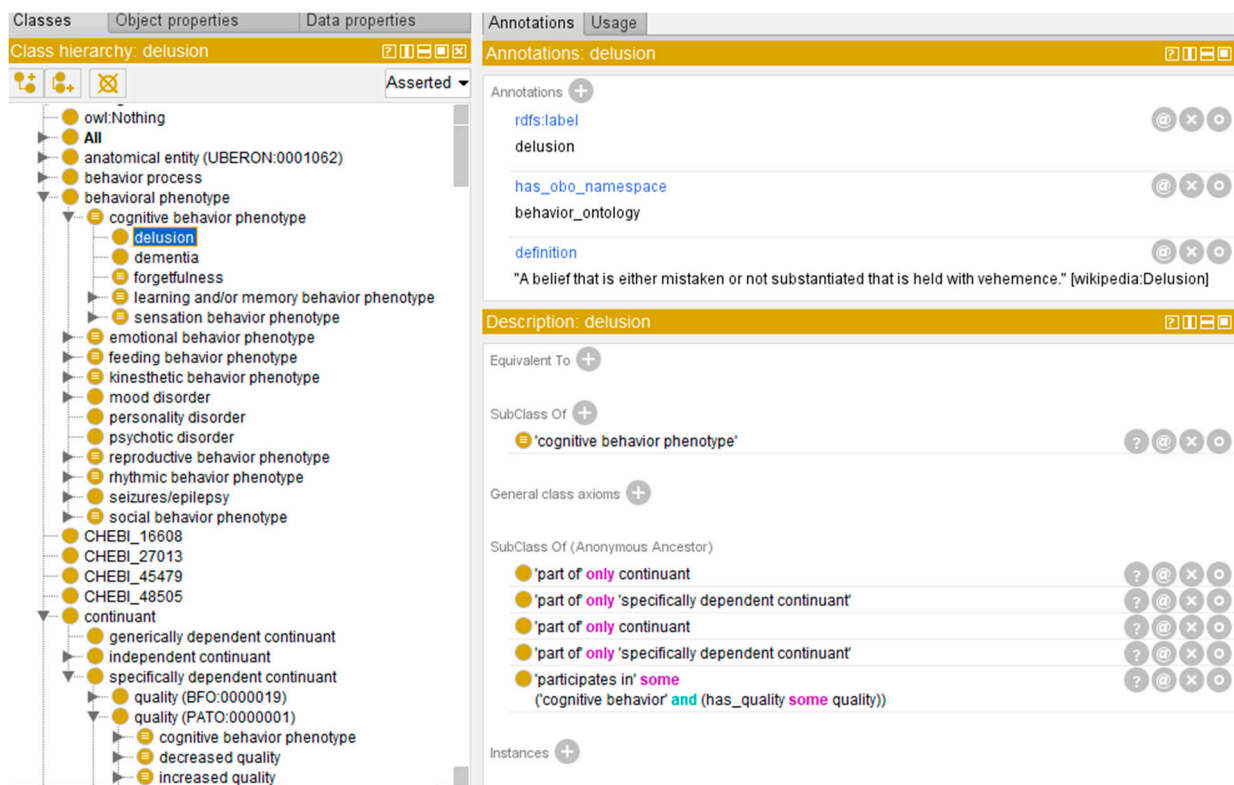 Classes Object properties Data properties
Class hierarchy: delusion
Asserted
owl:Nothing
All
anatomical entity (UBERON:0001062)
behavior process
behavioral phenotype
cognitive behavior phenotype
delusion
dementia
forgetfulness
learning and/or memory behavior phenotype
sensation behavior phenotype
emotional behavior phenotype
feeding behavior phenotype
kinesthetic behavior phenotype
mood disorder
personality disorder
psychotic disorder
reproductive behavior phenotype
rhythmic behavior phenotype
seizures/epilepsy
social behavior phenotype
CHEBI_16608
CHEBI_27013
CHEBI_45479
CHEBI_48505
continuant
generically dependent continuant
independent continuant
specifically dependent continuant
quality (BFO:0000019)
quality (PATO:0000001)
cognitive behavior phenotype
decreased quality
increased quality
Annotations Usage
Annotations: delusion
Annotations
rdfs:label
delusion
has_obo_namespace
behavior_ontology
definition
"A belief that is either mistaken or not substantiated that is held with vehemence." [wikipedia:Delusion]
Description: delusion
Equivalent To
SubClass Of
'cognitive behavior phenotype'
General class axioms
SubClass Of (Anonymous Ancestor)
'part of' only continuant
'part of' only 'specifically dependent continuant'
'part of' only continuant
'part of' only 'specifically dependent continuant'
'participates in' some
('cognitive behavior' and (has_quality some quality))
Instances